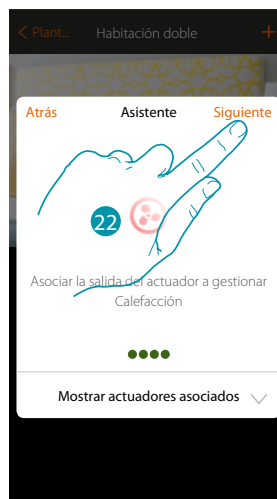 Plant... Habitación doble
Atrás Asistente Siguiente
22
Asociar la salida del actuador a gestionar
Calefacción
Mostrar actuadores asociados